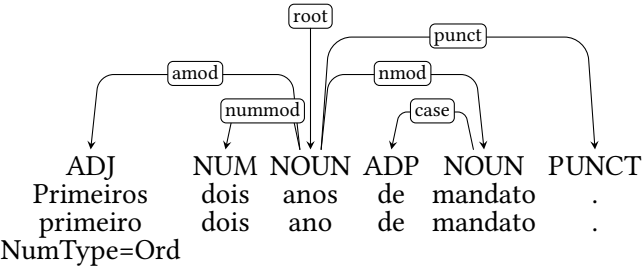 root
punct
amod
nmod
nummod
case
ADJ NUM NOUN ADP NOUN PUNCT
Primeiros dois anos de mandato .
primeiro dois ano de mandato .
NumType=Ord